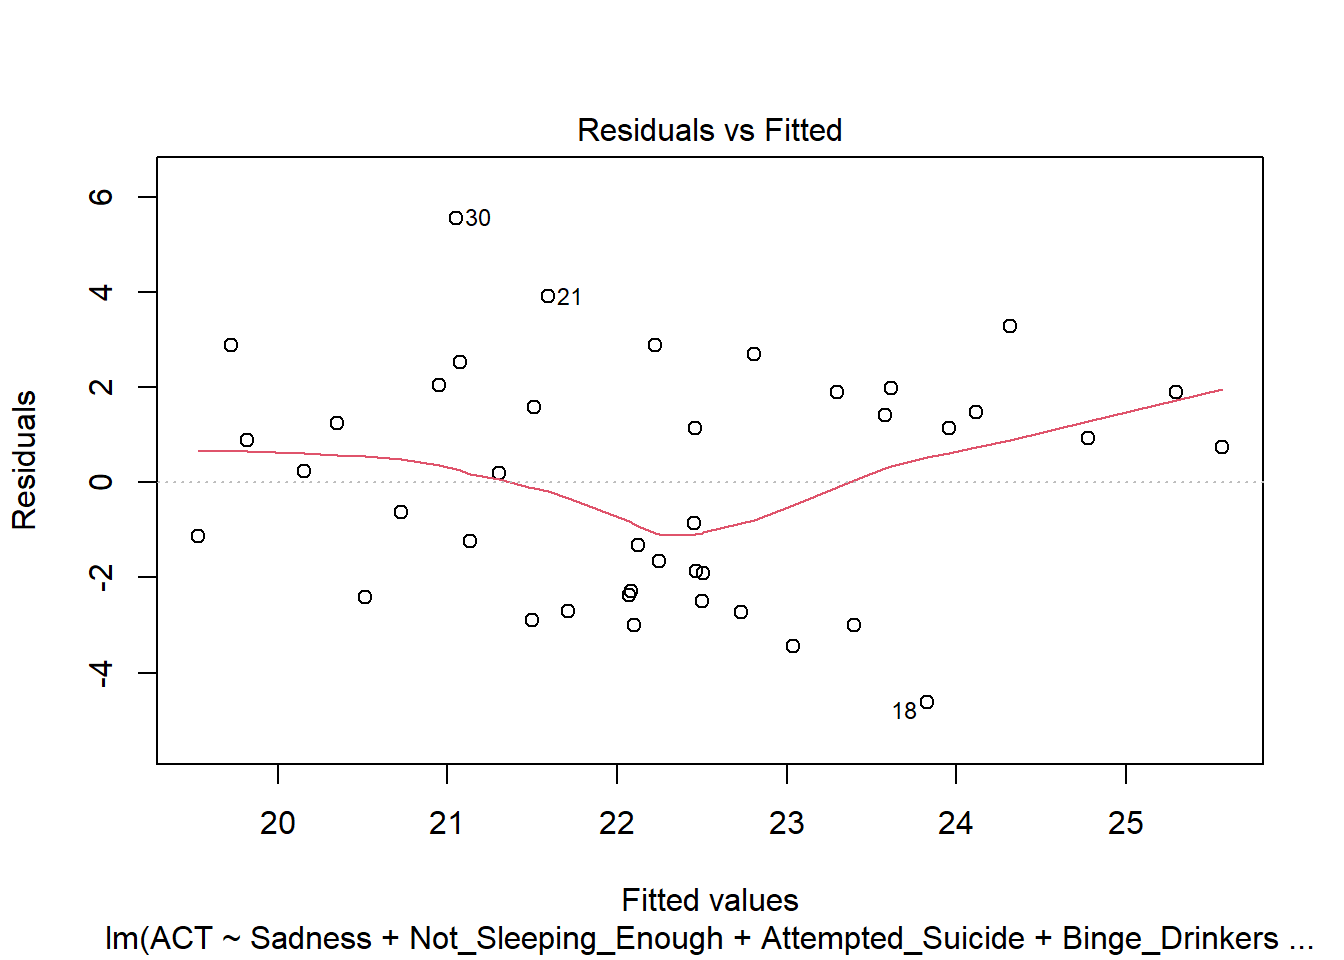 Residuals vs Fitted
Residuals
6
4
2
0
-2
-4
30
21
18
20 21 22 23 24 25
Fitted values
lm(ACT ~ Sadness + Not_Sleeping_Enough + Attempted_Suicide + Binge_Drinkers ...